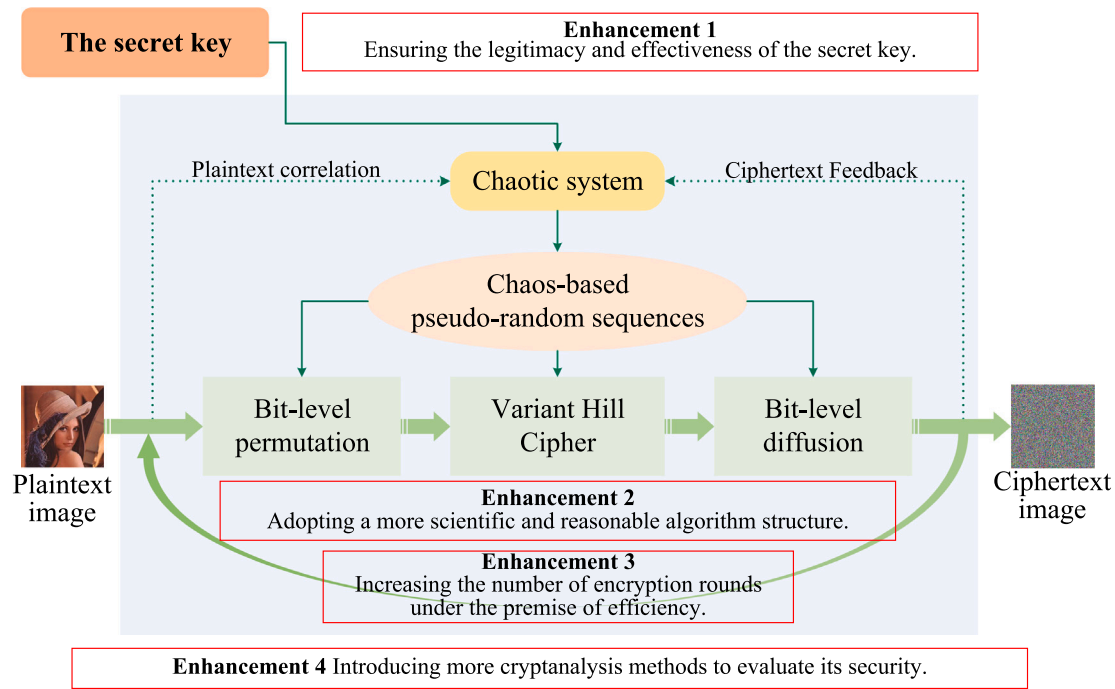 The secret key
Enhancement 1
Ensuring the legitimacy and effectiveness of the secret key.
Plaintext correlation
Chaotic system
Ciphertext Feedback
Chaos-based
pseudo-random sequences
Bit-level
permutation
Variant Hill
Cipher
Bit-level
diffusion
Plaintext
image
Ciphertext
image
Enhancement 2
Adopting a more scientific and reasonable algorithm structure.
Enhancement 3
Increasing the number of encryption rounds
under the premise of efficiency.
Enhancement 4 Introducing more cryptanalysis methods to evaluate its security.